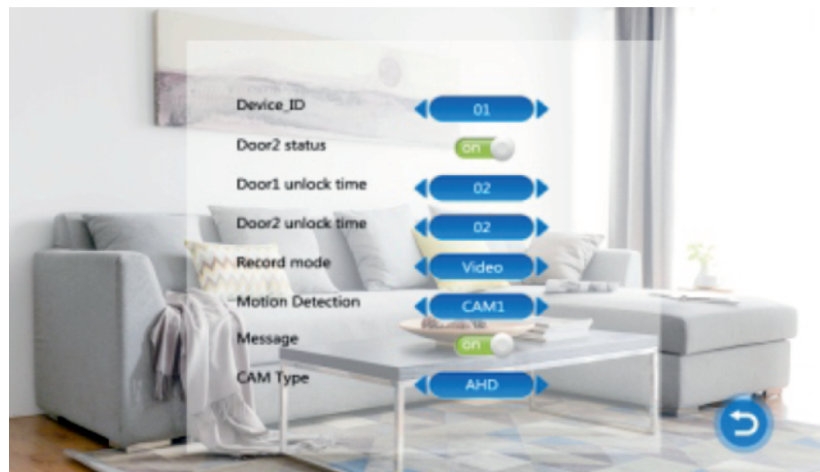 Device_ID 01
Door2 status on
Door1 unlock time 02
Door2 unlock time 02
Record mode Video
Motion Detection CAM1
Message on
CAM Type AHD